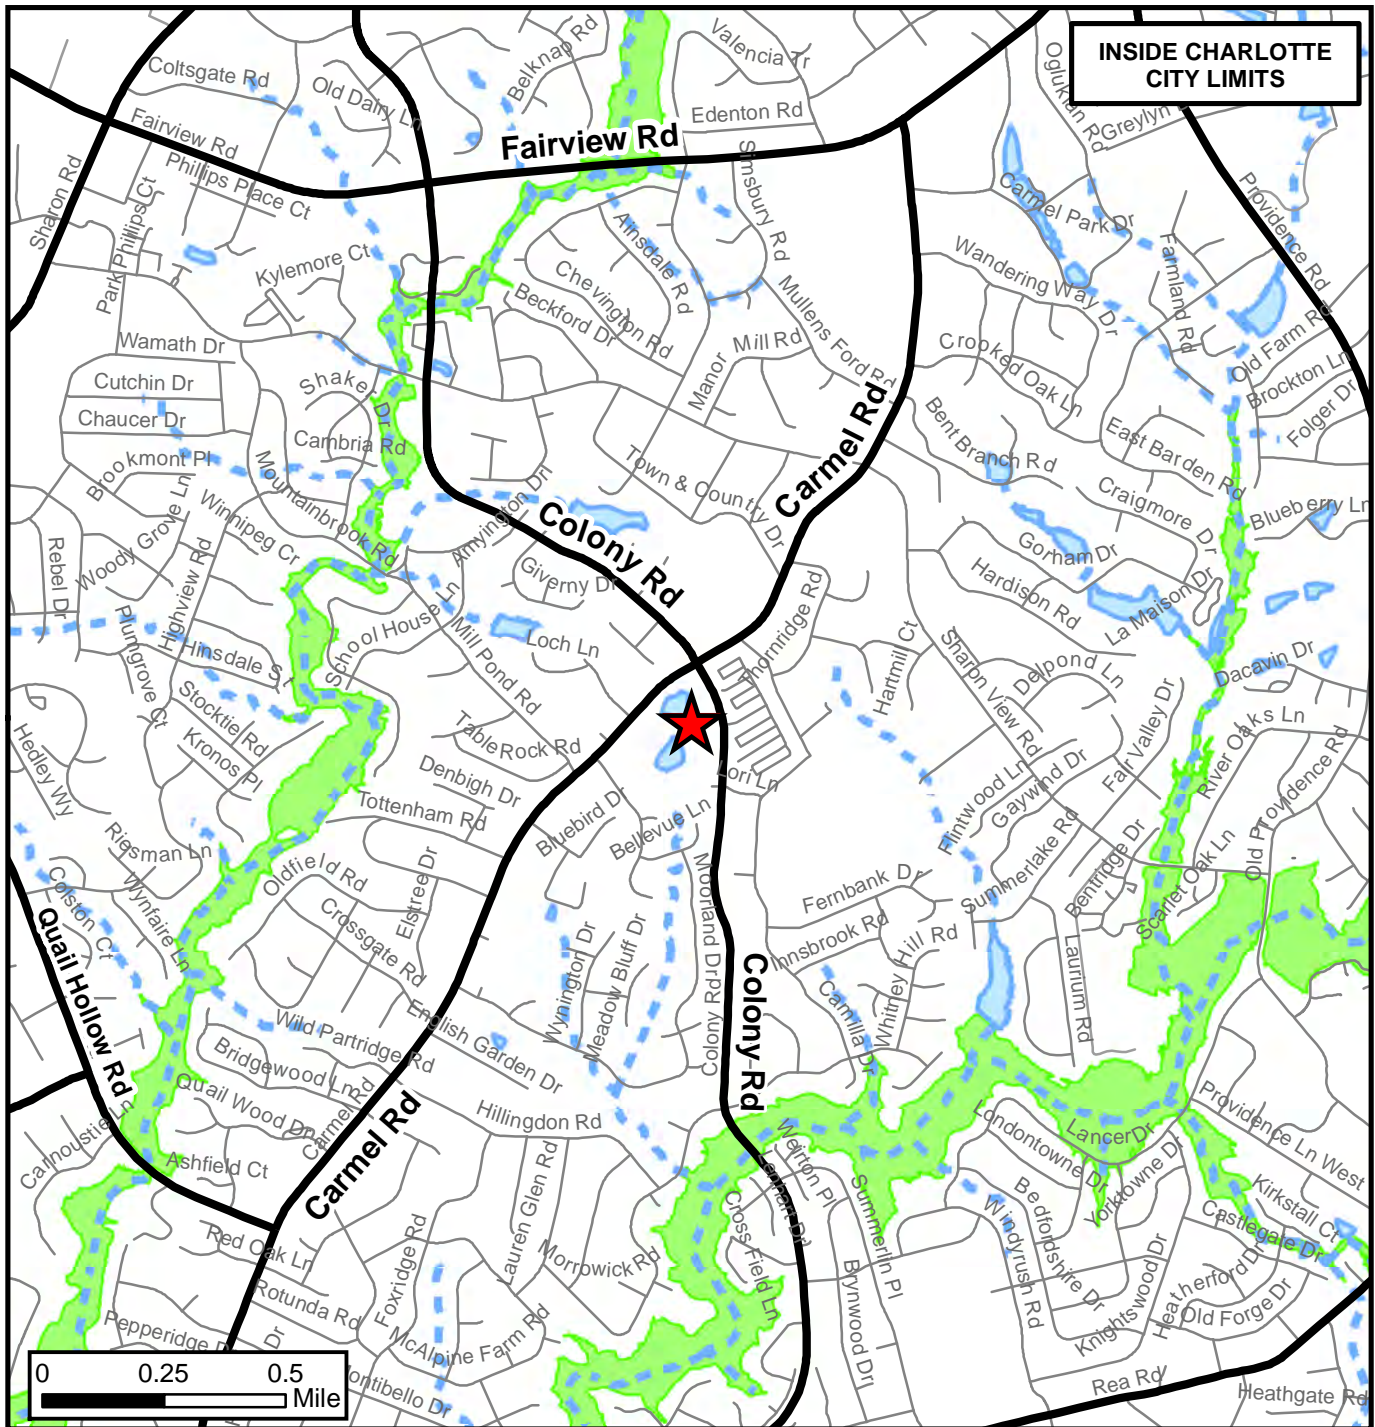 INSIDE CHARLOTTE
CITY LIMITS
Coltsgate Rd
Old Dairy Ln
Belknap Rd
Valencia Tr
Edenton Rd
Oglukian Rd
Fairview Rd
Fairview Rd
Sharon Rd
Phillips Place Ct
Park Phillips Ct
Simsbury Rd
Carmel Park Dr
Providence Rd
Kylemore Ct
Ainsdale Rd
Chevington Rd
Beckford Dr
Wandering Way Dr
Farmland Rd
Mullens Ford Rd
Manor Mill Rd
Wamath Dr
Cutchin Dr
Chaucer Dr
Shaker Dr
Cambria Rd
Crooked Oak Ln
Old Farm Rd
Brockton Ln
Folger Dr
Carmel Rd
Bent Branch Rd
East Barden Rd
Brookmont Pl
Mountainbrook Rd
Winnipeg Cr
Woody Grove Ln
Highview Rd
Rebel Dr
Amyington Dr
Town & Country Dr
Craigmore Dr
Blueberry Ln
Colony Rd
Gorham Dr
Giverny Dr
Hardison Rd
La Maison Dr
Plumgrove Ct
Hinsdale St
School House Ln
Mill Pond Rd
Loch Ln
Thornridge Rd
Hartmill Ct
Sharon View Rd
Delpond Ln
Dacavin Dr
Stocktie Rd
Kronos Pl
Hedley Wy
Table Rock Rd
Denbigh Dr
Tottenham Rd
Lori Ln
Fair Valley Dr
River Oaks Ln
Old Providence Rd
Flintwood Ln
Gaywind Dr
Bluebird Dr
Bellevue Ln
Riesman Ln
Wynfaire Ln
Oldfield Rd
Elstree Dr
Crossgate Rd
Moorland Dr
Fernbank Dr
Summerlake Rd
Bentridge Dr
Scarlet Oak Ln
Colston Ct
Quail Hollow Rd
Innsbrook Rd
Whitney Hill Rd
Camilla Dr
Laurium Rd
Wynington Dr
Meadow Bluff Dr
Colony Rd
Colony Rd
English Garden Dr
Wild Partridge Rd
Bridgewood Ln
Quail Wood Dr
Carmel Rd
Carmel Rd
Hillingdon Rd
Carnoustie Ln
Ashfield Ct
Lancer Dr
Londontowne Dr
Yorktowne Dr
Providence Ln West
Kirkstall Ct
Castlegate Dr
Weirton Pl
Lenhart Dr
Summerlin Pl
Cross Field Ln
Lauren Glen Rd
Morrowick Rd
Foxridge Rd
Red Oak Ln
Rotunda Rd
McAlpine Farm Rd
Windyrush Rd
Bedfordshire Dr
Knightswood Dr
Heatherford Dr
Old Forge Dr
Brynwood Dr
Pepperidge
Dr
Rea Rd
Heathgate Rd
0 0.25 0.5
Mile